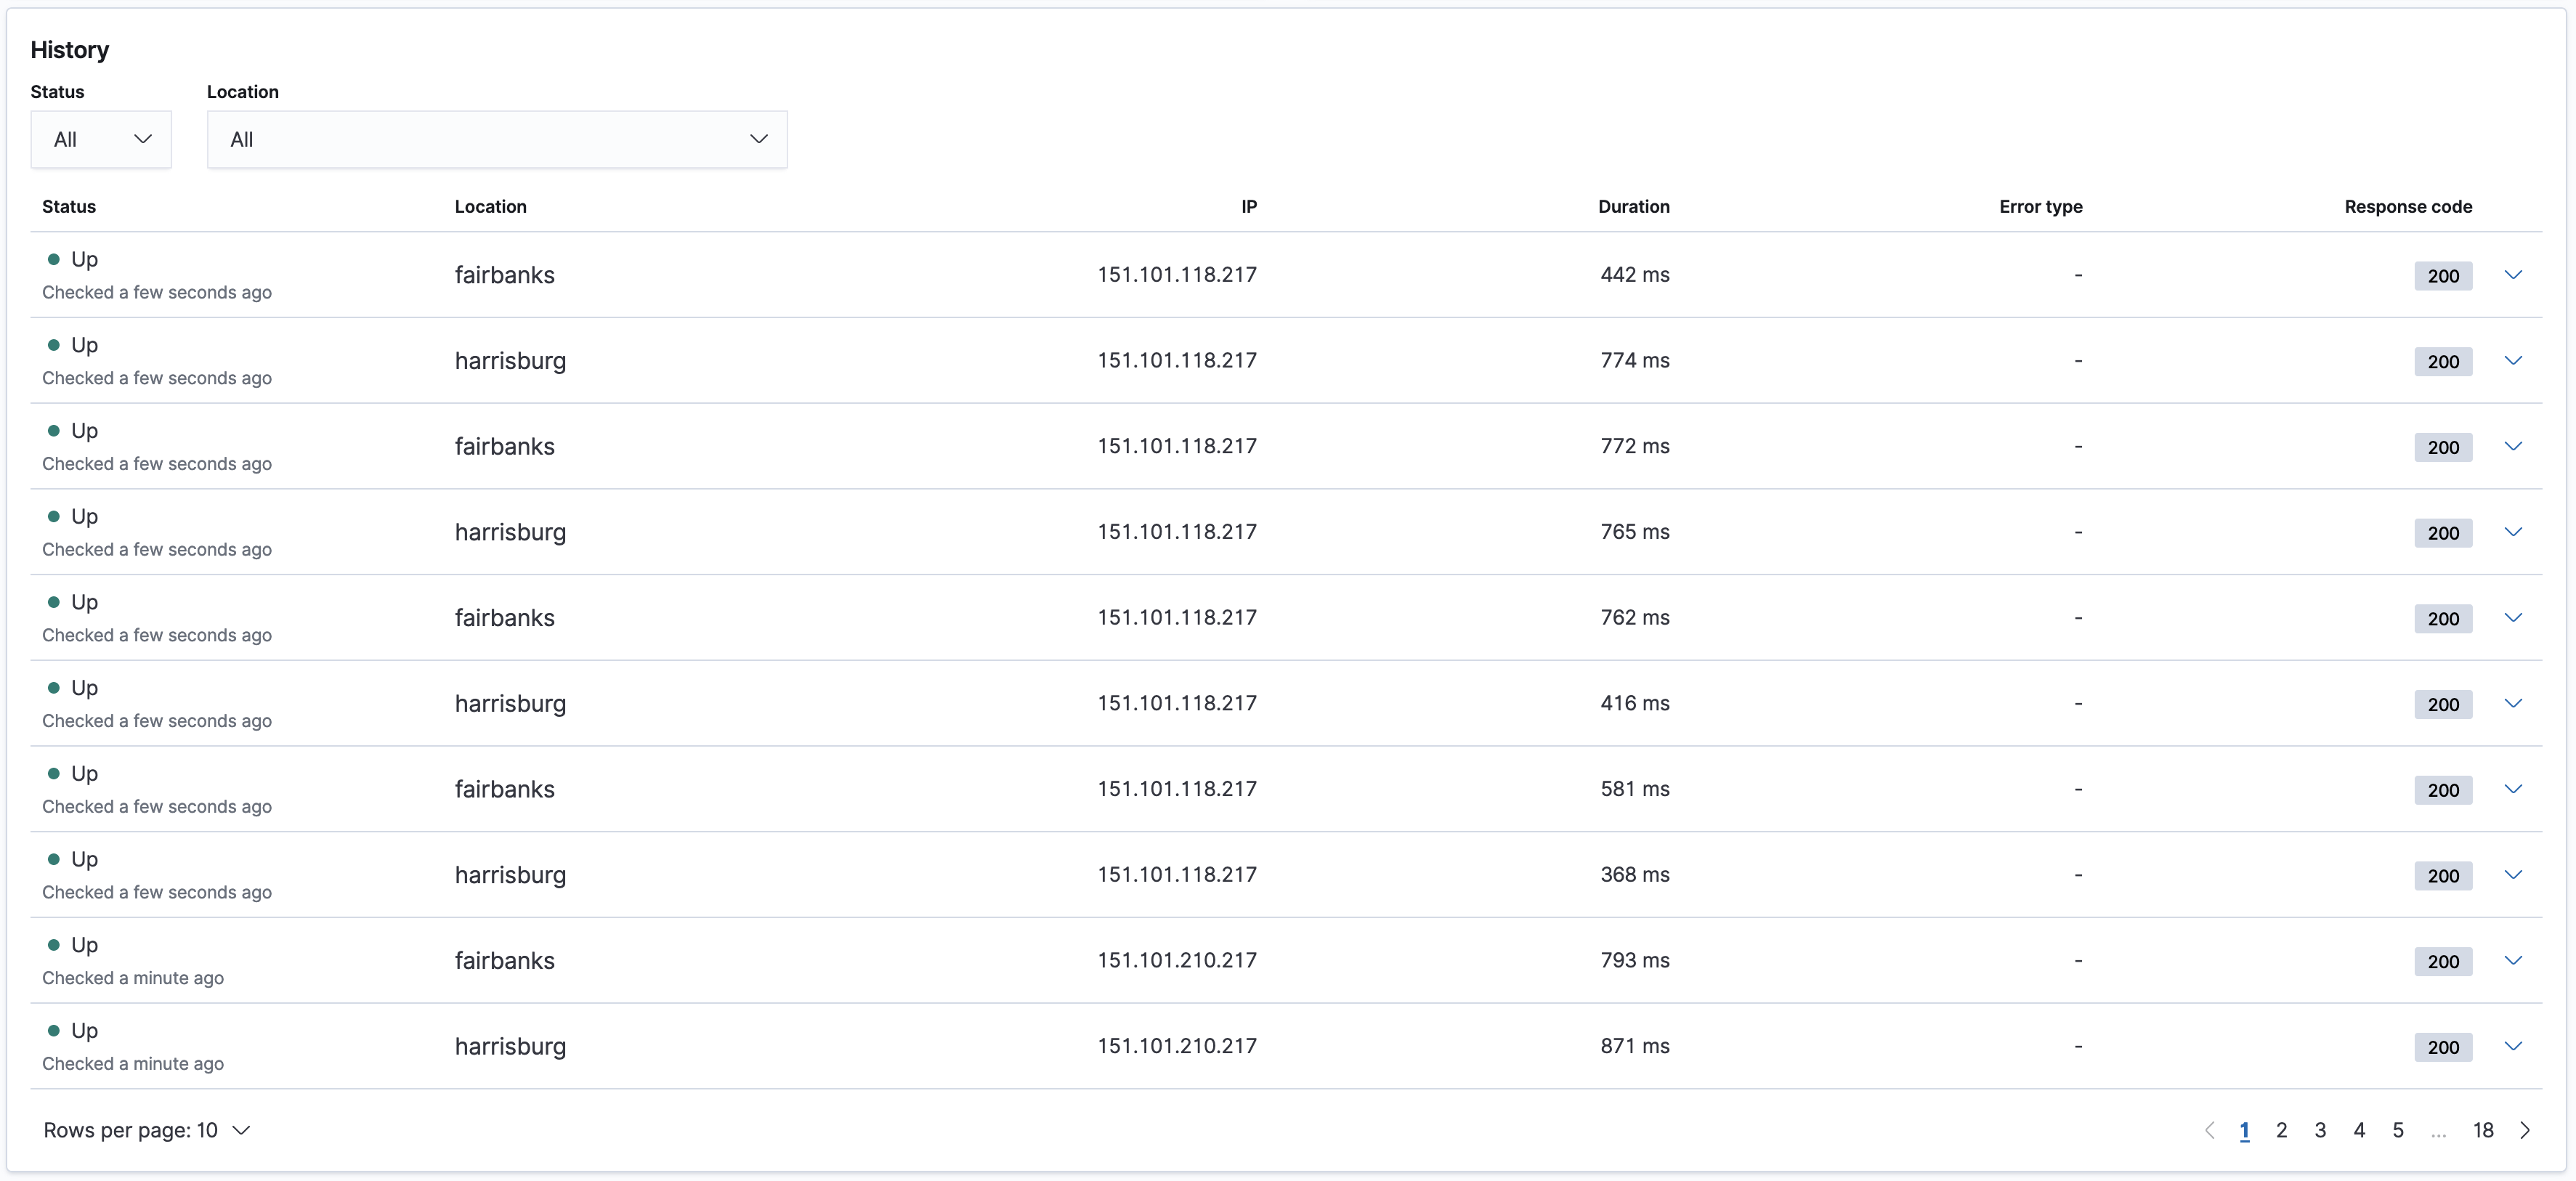 History
Status Location
All All
Status Location IP Duration Error type Response code
Up
Checked a few seconds ago fairbanks 151.101.118.217 442 ms - 200
Up
Checked a few seconds ago harrisburg 151.101.118.217 774 ms - 200
Up
Checked a few seconds ago fairbanks 151.101.118.217 772 ms - 200
Up
Checked a few seconds ago harrisburg 151.101.118.217 765 ms - 200
Up
Checked a few seconds ago fairbanks 151.101.118.217 762 ms - 200
Up
Checked a few seconds ago harrisburg 151.101.118.217 416 ms - 200
Up
Checked a few seconds ago fairbanks 151.101.118.217 581 ms - 200
Up
Checked a few seconds ago harrisburg 151.101.118.217 368 ms - 200
Up
Checked a minute ago fairbanks 151.101.210.217 793 ms - 200
Up
Checked a minute ago harrisburg 151.101.210.217 871 ms - 200
Rows per page: 10 1 2 3 4 5 ... 18